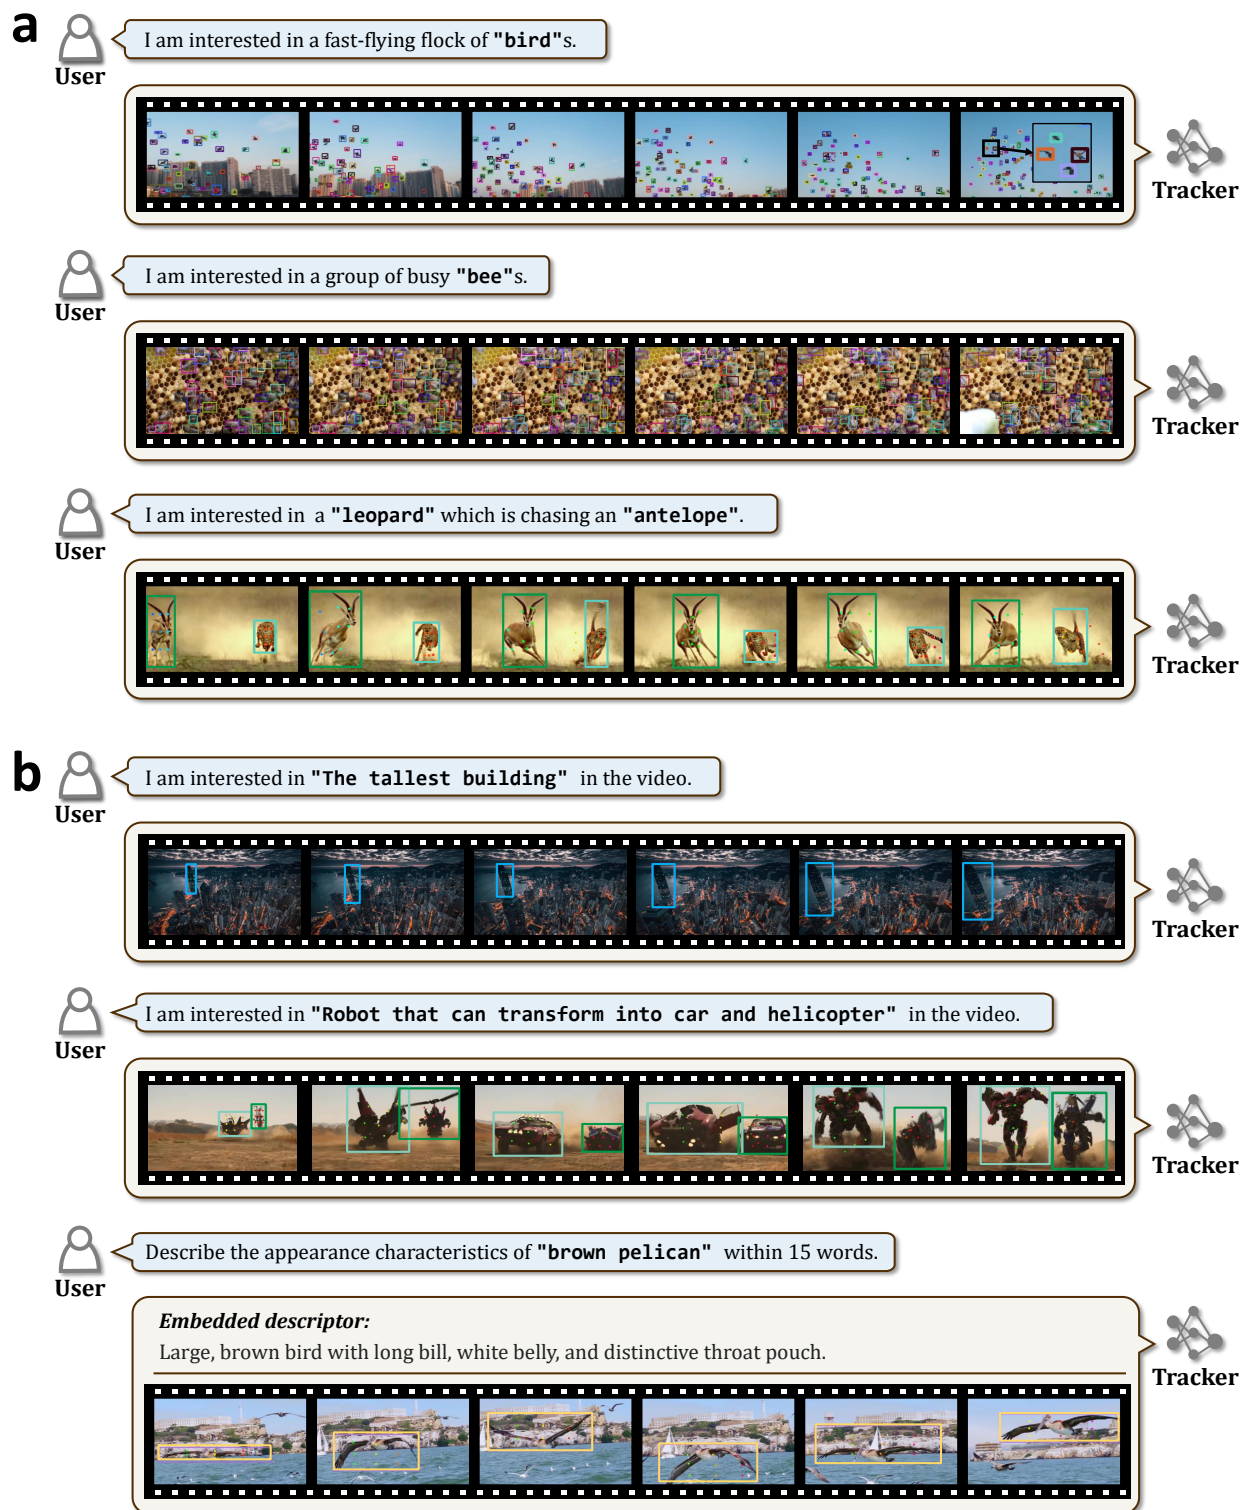 a
I am interested in a fast-flying flock of "bird"s.
User
Tracker
I am interested in a group of busy "bee"s.
User
Tracker
I am interested in a "leopard" which is chasing an "antelope".
User
Tracker
b
I am interested in "The tallest building" in the video.
User
Tracker
I am interested in "Robot that can transform into car and helicopter" in the video.
User
Tracker
Describe the appearance characteristics of "brown pelican" within 15 words.
User
Embedded descriptor:
Large, brown bird with long bill, white belly, and distinctive throat pouch.
Tracker